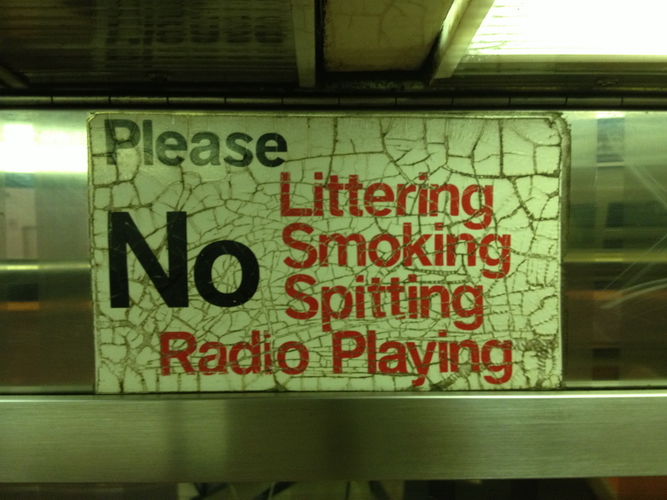 Please
No
Littering
Smoking
Spitting
Radio Playing